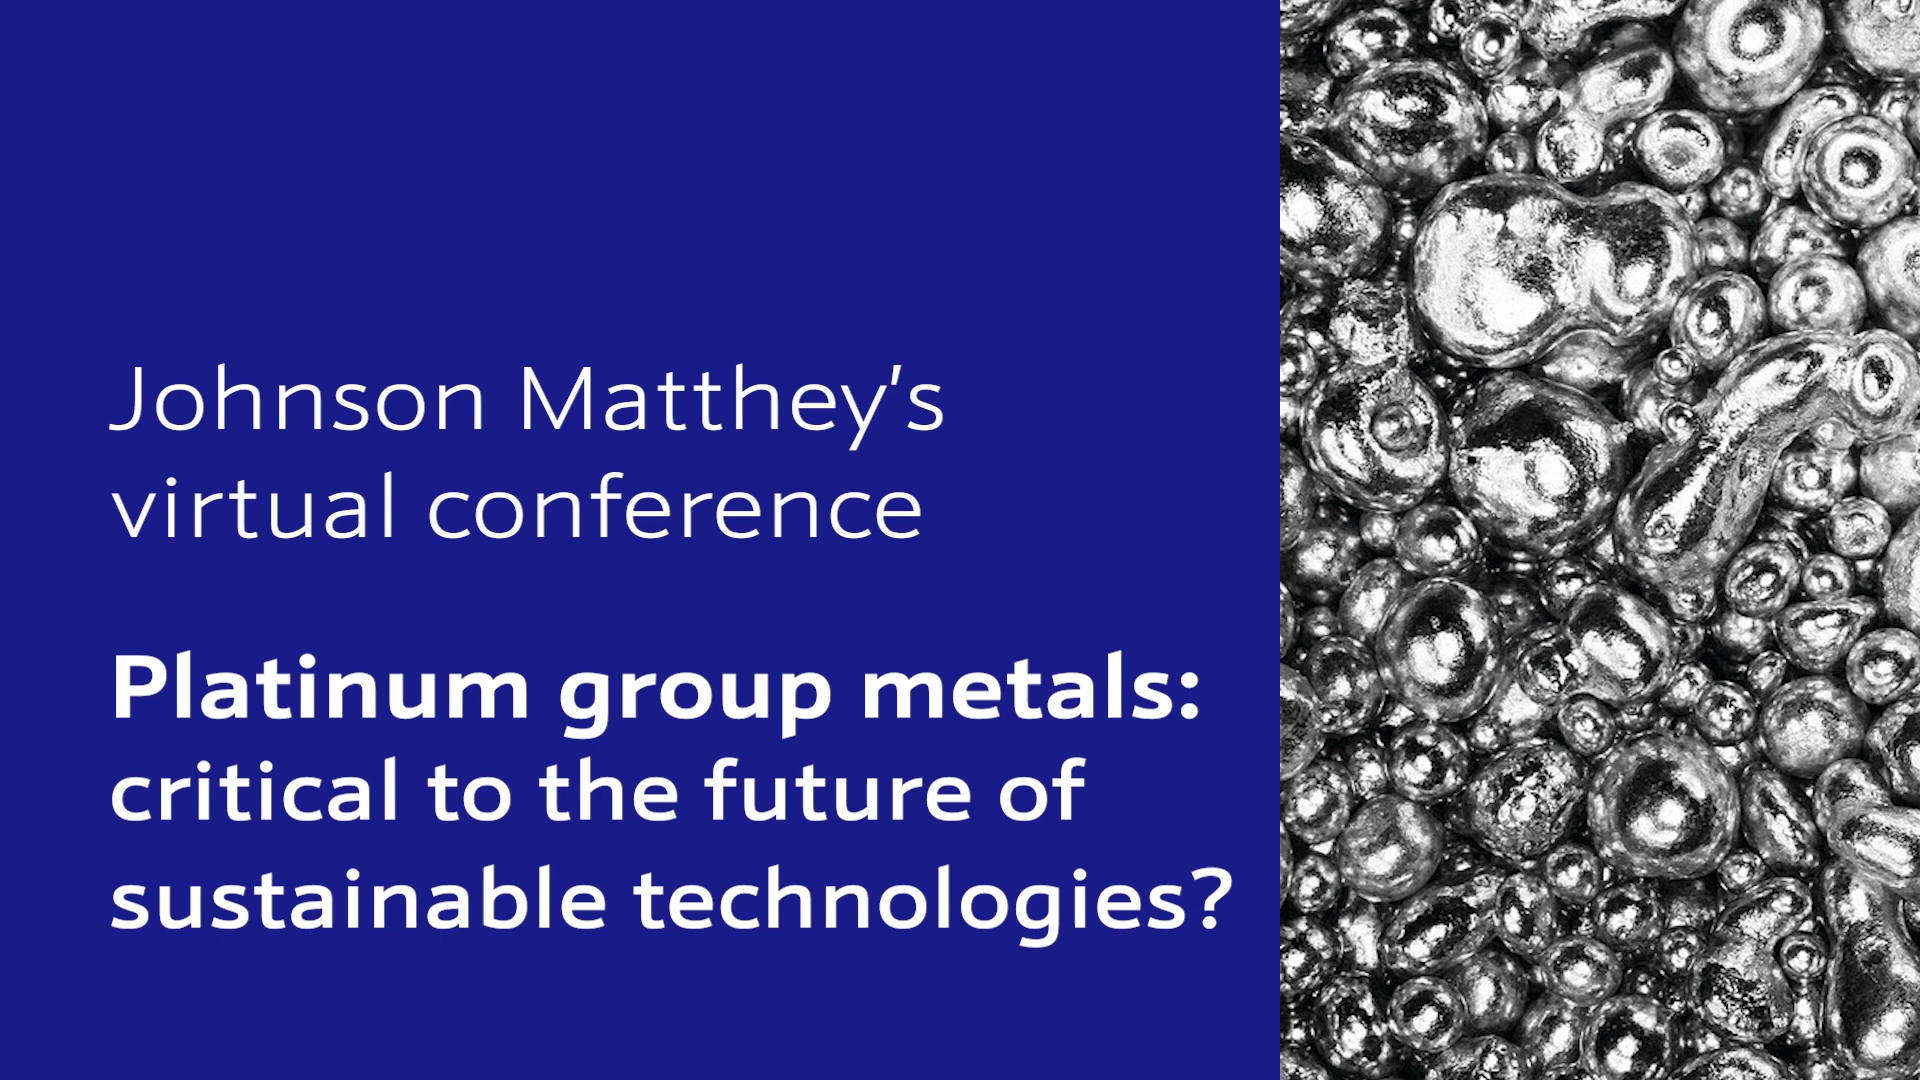 Johnson Matthey’s
virtual conference
Platinum group metals:
critical to the future of
sustainable technologies?